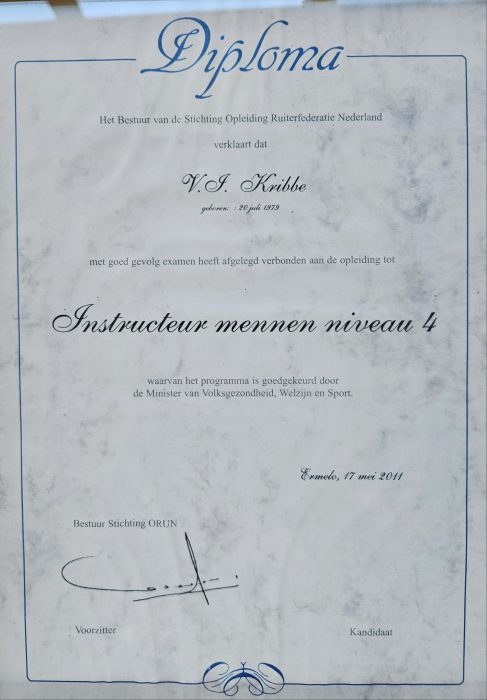 Diploma
Het Bestuur van de Stichting Opleiding Ruiterfederatie Nederland
verklaart dat
V.I. Kribbe
geboren: : 20 juli 1979
met goed gevolg examen heeft afgelegd verbonden aan de opleiding tot
Instructeur mennen niveau 4
waarvan het programma is goedgekeurd door
de Minister van Volksgezondheid, Welzijn en Sport.
Ermelo, 17 mei 2011
Bestuur Stichting ORUN
Voorzitter
Kandidaat